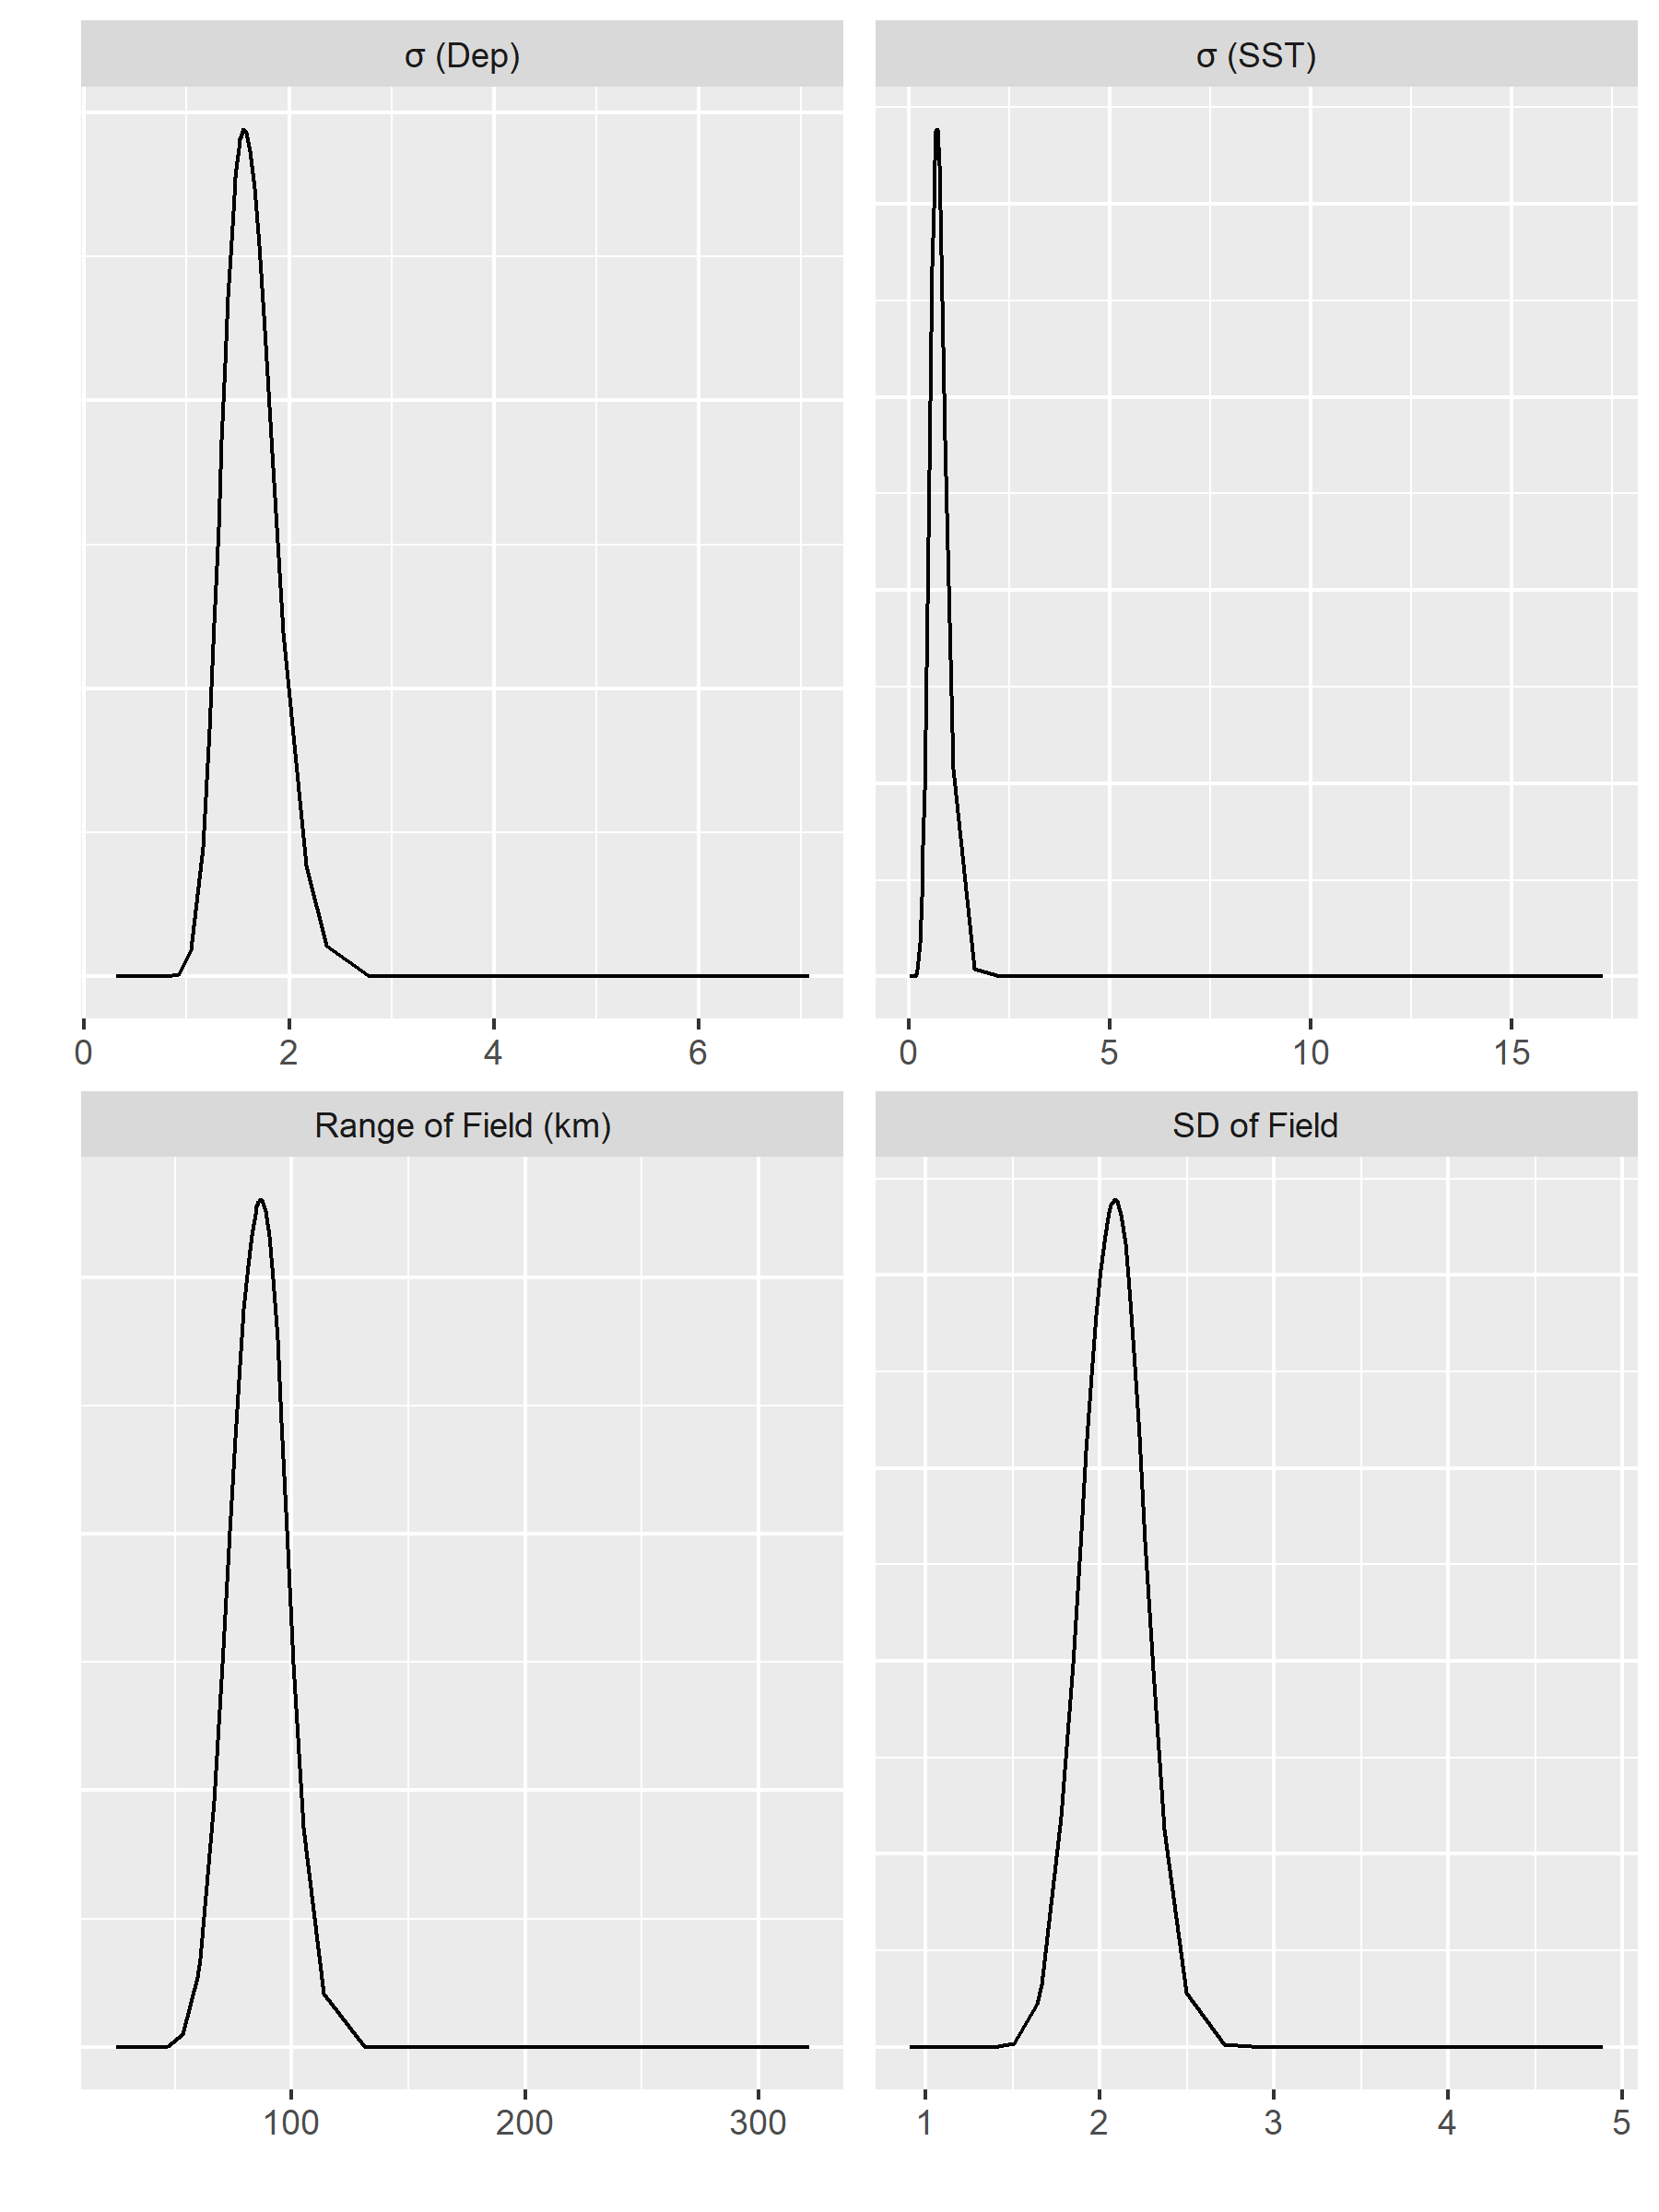 σ (Dep)
σ (SST)
0 2 4 6
0 5 10 15
Range of Field (km)
SD of Field
100 200 300
1 2 3 4 5